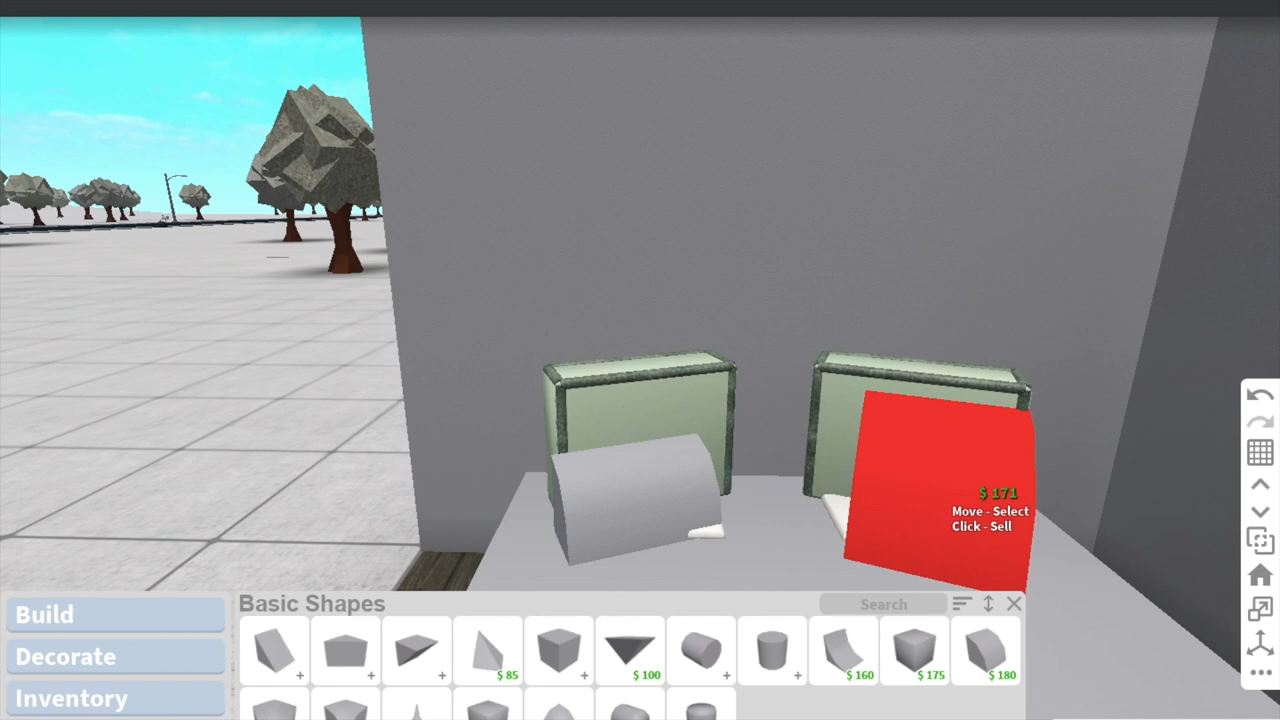 $ 171
Move - Select
Click - Sell
Build
Decorate
Inventory
Basic Shapes
Search
$ 85
$ 100
$ 160
$ 175
$ 180